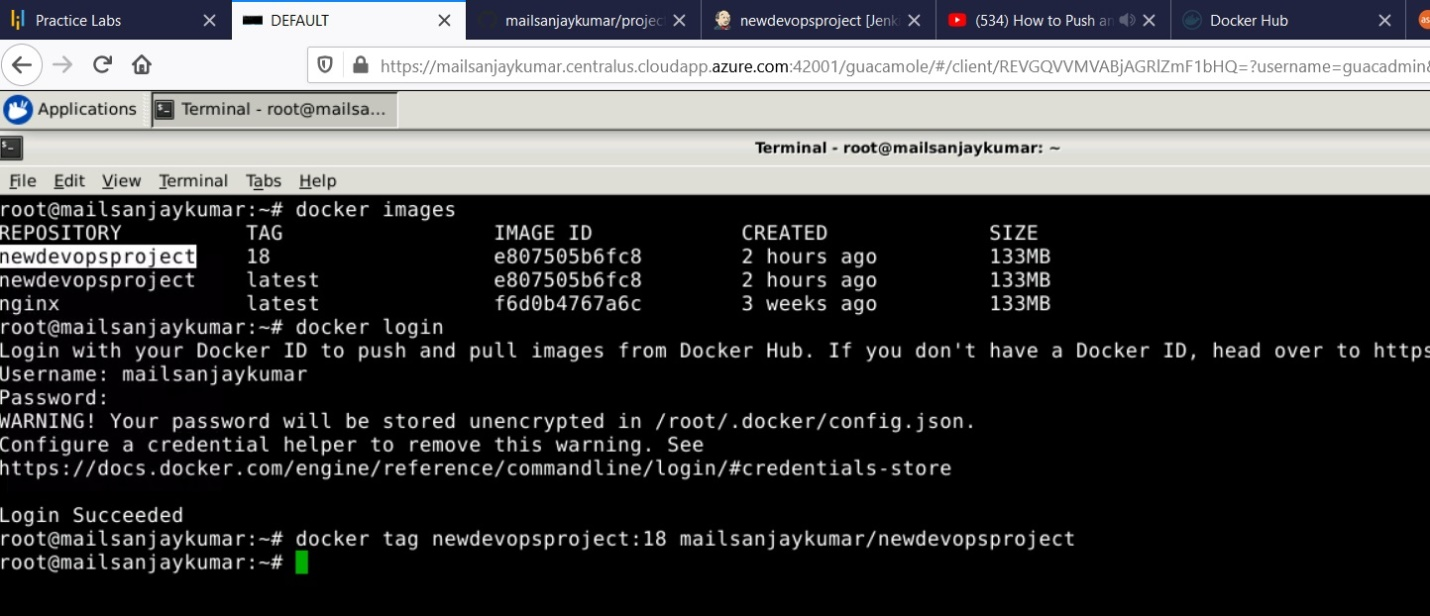 Practice Labs
DEFAULT
mailsanjaykumar/projec
newdevopsproject [Jenk
(534) How to Push an
Docker Hub
https://mailsanjaykumar.centralus.cloudapp.azure.com:42001/guacamole/#/client/REVGQVVMVABjAGRlZmF1bHQ=?username=guacadmin&
Applications
Terminal - root@mailsa...
Terminal - root@mailsanjaykumar: ~
File Edit View Terminal Tabs Help
root@mailsanjaykumar:~# docker images
REPOSITORY TAG IMAGE ID CREATED SIZE
newdevopsproject 18 e807505b6fc8 2 hours ago 133MB
newdevopsproject latest e807505b6fc8 2 hours ago 133MB
nginx latest f6d0b4767a6c 3 weeks ago 133MB
root@mailsanjaykumar:~# docker login
Login with your Docker ID to push and pull images from Docker Hub. If you don't have a Docker ID, head over to https
Username: mailsanjaykumar
Password:
WARNING! Your password will be stored unencrypted in /root/.docker/config.json.
Configure a credential helper to remove this warning. See
https://docs.docker.com/engine/reference/commandline/login/#credentials-store
Login Succeeded
root@mailsanjaykumar:~# docker tag newdevopsproject:18 mailsanjaykumar/newdevopsproject
root@mailsanjaykumar:~#